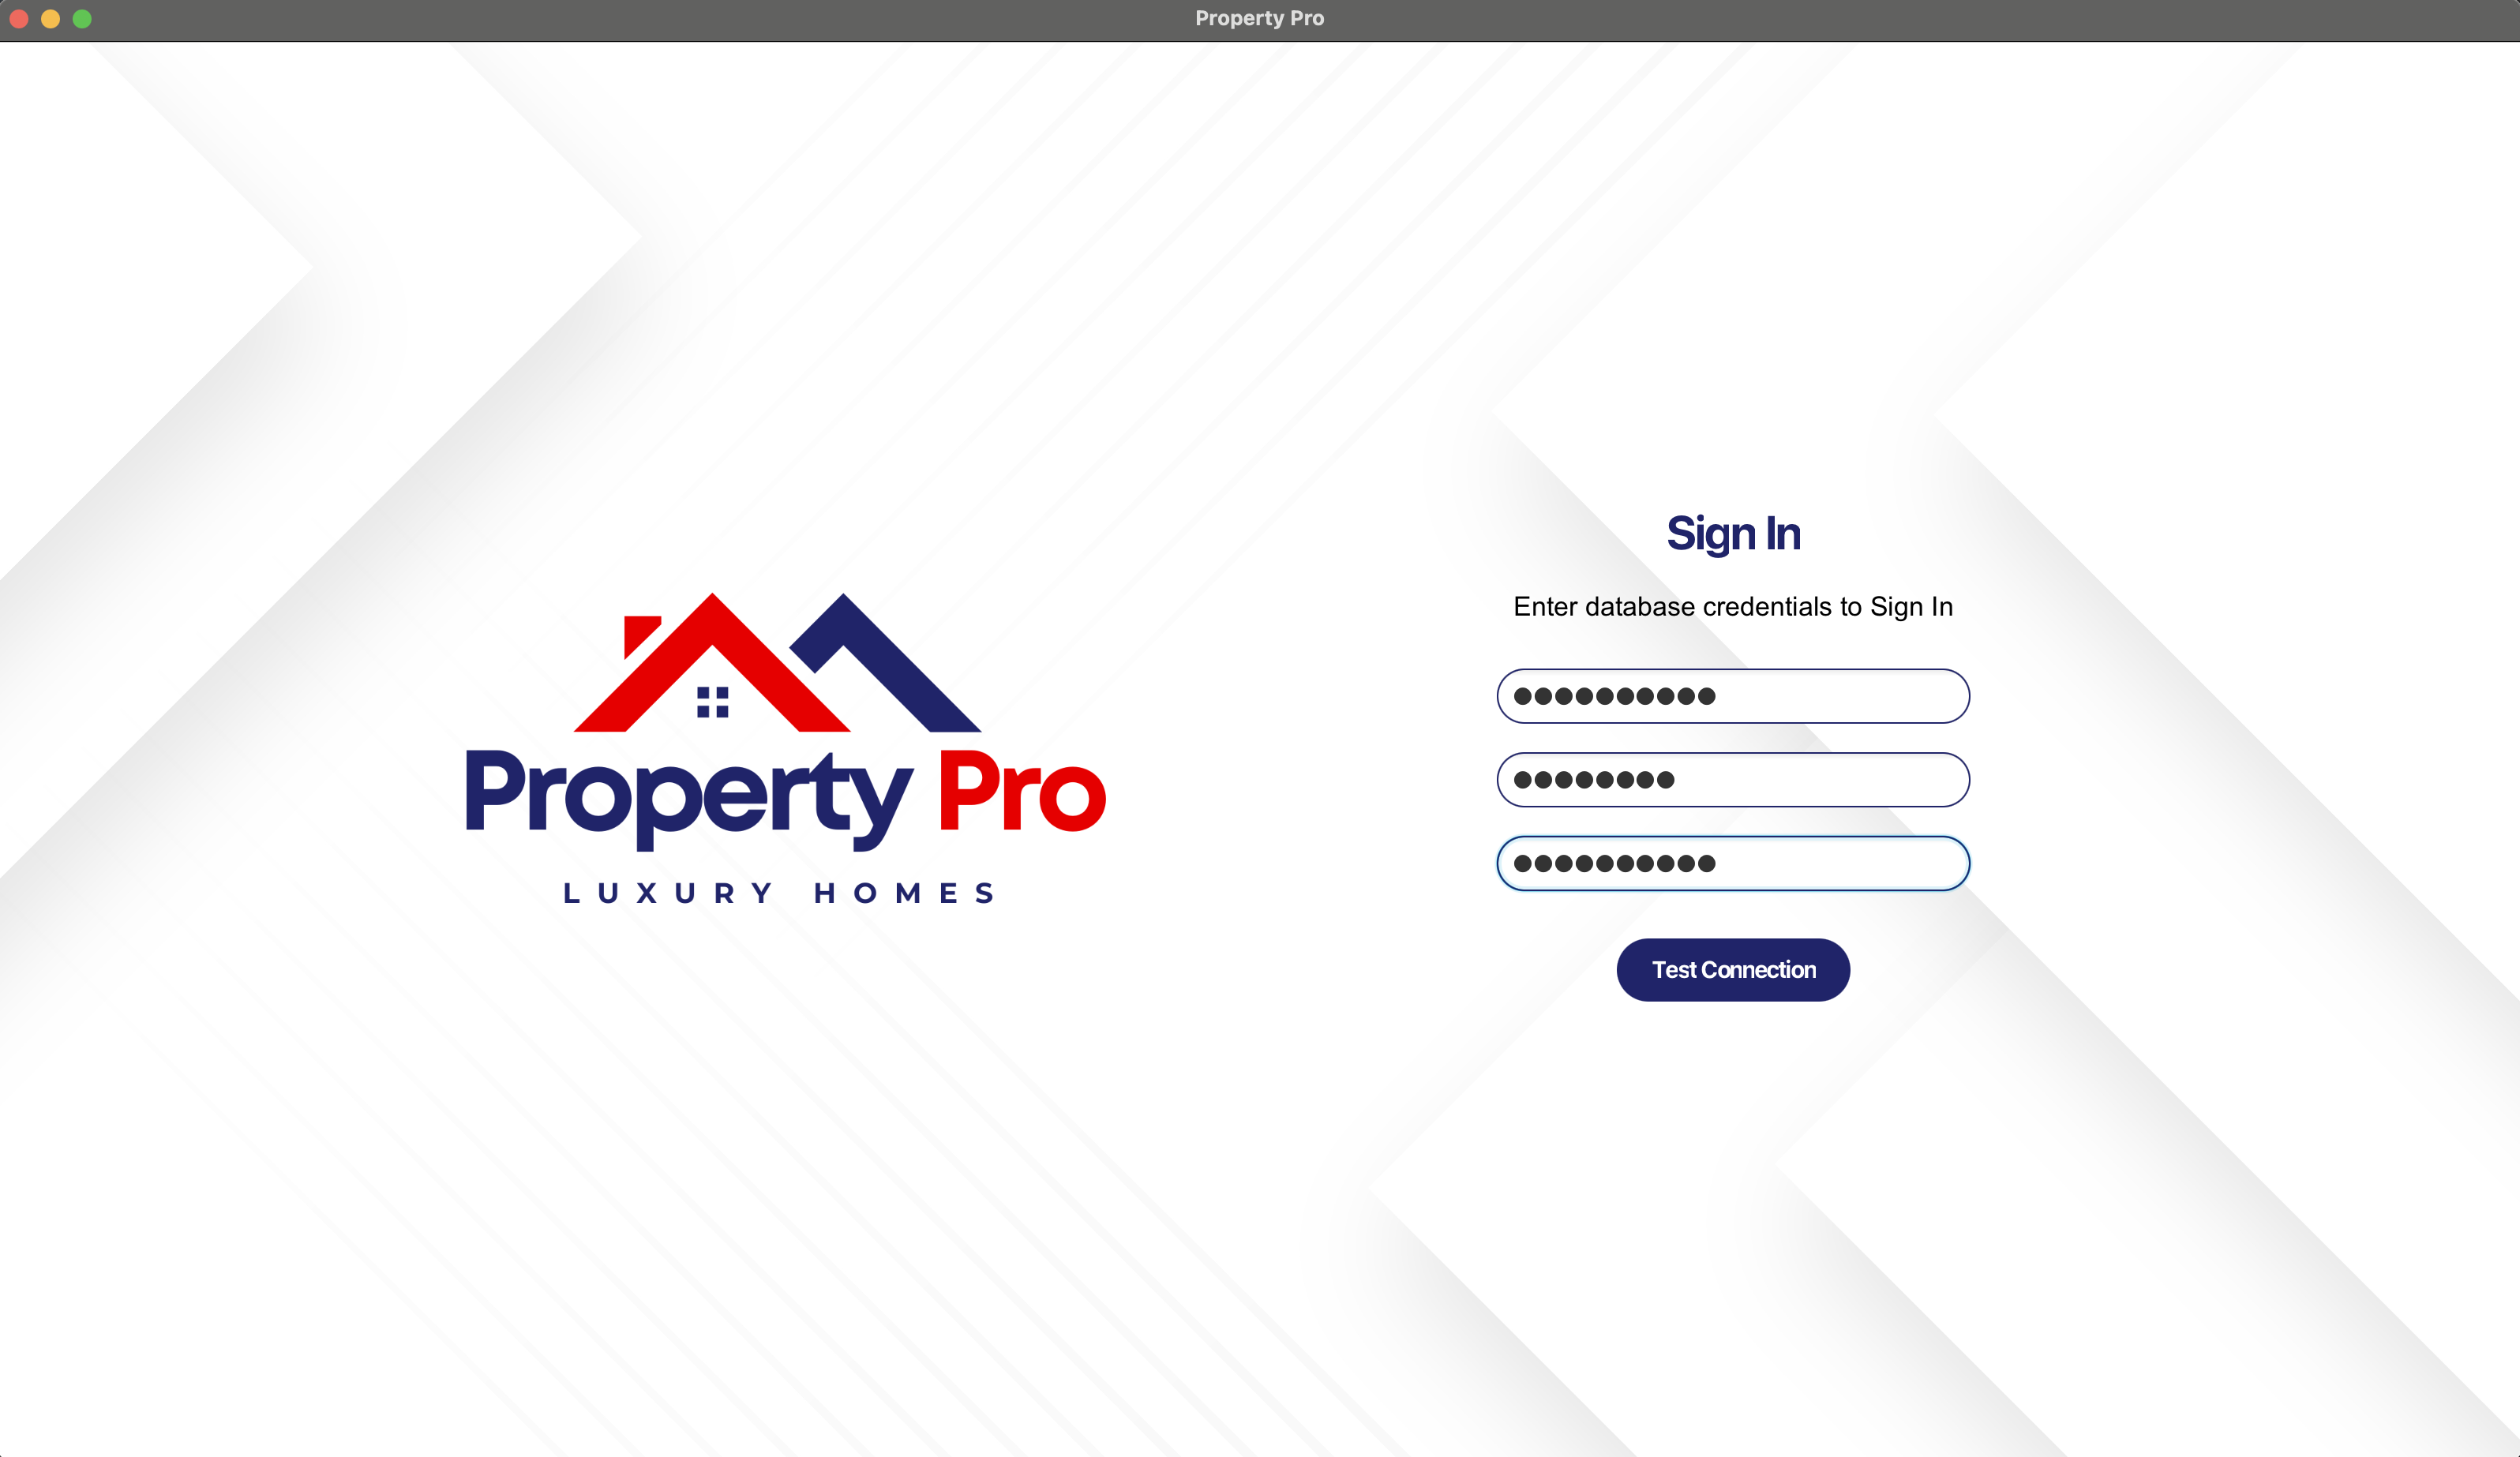 Property Pro
Property Pro
LUXURY HOMES
Sign In
Enter database credentials to Sign In
●●●●●●●●●●
●●●●●●●●
●●●●●●●●●●
Test Connection